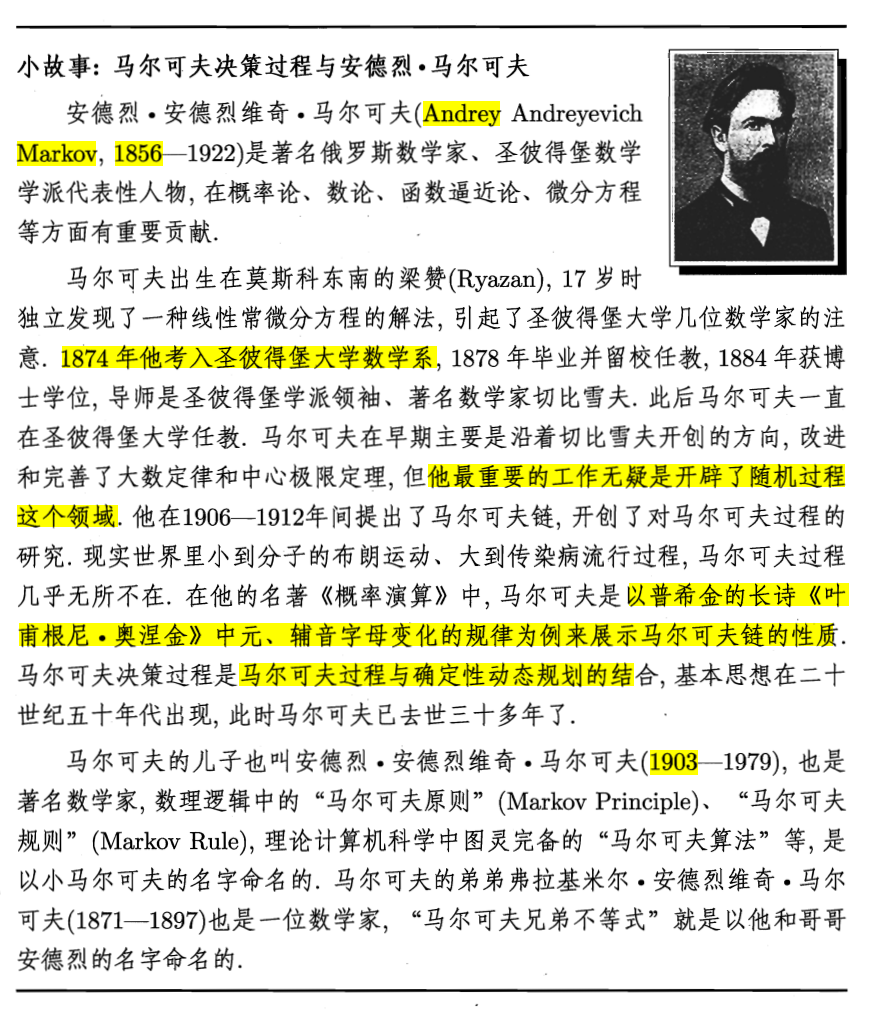 小故事: 马尔可夫决策过程与安德烈·马尔可夫
安德烈·安德烈维奇·马尔可夫(Andrey Andreyevich
Markov, 1856—1922)是著名俄罗斯数学家、圣彼得堡数学
学派代表性人物, 在概率论、数论、函数逼近论、微分方程
等方面有重要贡献.
马尔可夫出生在莫斯科东南的梁赞(Ryazan), 17 岁时
独立发现了一种线性常微分方程的解法, 引起了圣彼得堡大学几位数学家的注
意. 1874 年他考入圣彼得堡大学数学系, 1878 年毕业并留校任教, 1884 年获博
士学位, 导师是圣彼得堡学派领袖、著名数学家切比雪夫. 此后马尔可夫一直
在圣彼得堡大学任教. 马尔可夫在早期主要是沿着切比雪夫开创的方向, 改进
和完善了大数定律和中心极限定理, 但他最重要的工作无疑是开辟了随机过程
这个领域. 他在1906—1912年间提出了马尔可夫链, 开创了对马尔可夫过程的
研究. 现实世界里小到分子的布朗运动、大到传染病流行过程, 马尔可夫过程
几乎无所不在. 在他的名著《概率演算》中, 马尔可夫是以普希金的长诗《叶
甫根尼·奥涅金》中元、辅音字母变化的规律为例来展示马尔可夫链的性质.
马尔可夫决策过程是马尔可夫过程与确定性动态规划的结合, 基本思想在二十
世纪五十年代出现, 此时马尔可夫已去世三十多年了.
马尔可夫的儿子也叫安德烈·安德烈维奇·马尔可夫(1903—1979), 也是
著名数学家, 数理逻辑中的“马尔可夫原则”(Markov Principle)、“马尔可夫
规则”(Markov Rule), 理论计算机科学中图灵完备的“马尔可夫算法”等, 是
以小马尔可夫的名字命名的. 马尔可夫的弟弟弗拉基米尔·安德烈维奇·马尔
可夫(1871—1897)也是一位数学家, “马尔可夫兄弟不等式”就是以他和哥哥
安德烈的名字命名的.